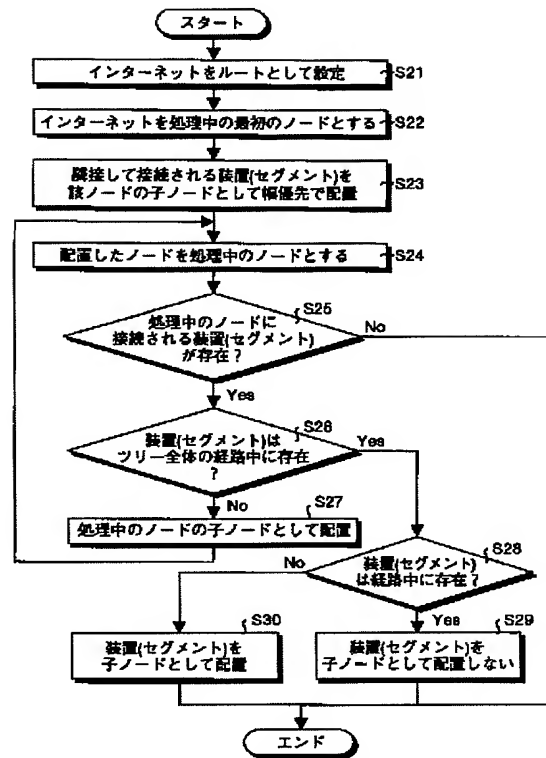 スタート
インターネットをルートとして設定
S21
インターネットを処理中の最初のノードとする
S22
隣接して接続される装置(セグメント)を
該ノードの子ノードとして幅優先で配置
S23
配置したノードを処理中のノードとする
S24
S25
処理中のノードに
接続される装置(セグメント)
が存在?
No
Yes
S26
装置(セグメント)は
ツリー全体の経路中に存在
?
Yes
No
S27
処理中のノードの子ノードとして配置
S28
装置(セグメント)
は経路中に存在?
No
Yes
S30
装置(セグメント)を
子ノードとして配置
S29
装置(セグメント)を
子ノードとして配置しない
エンド